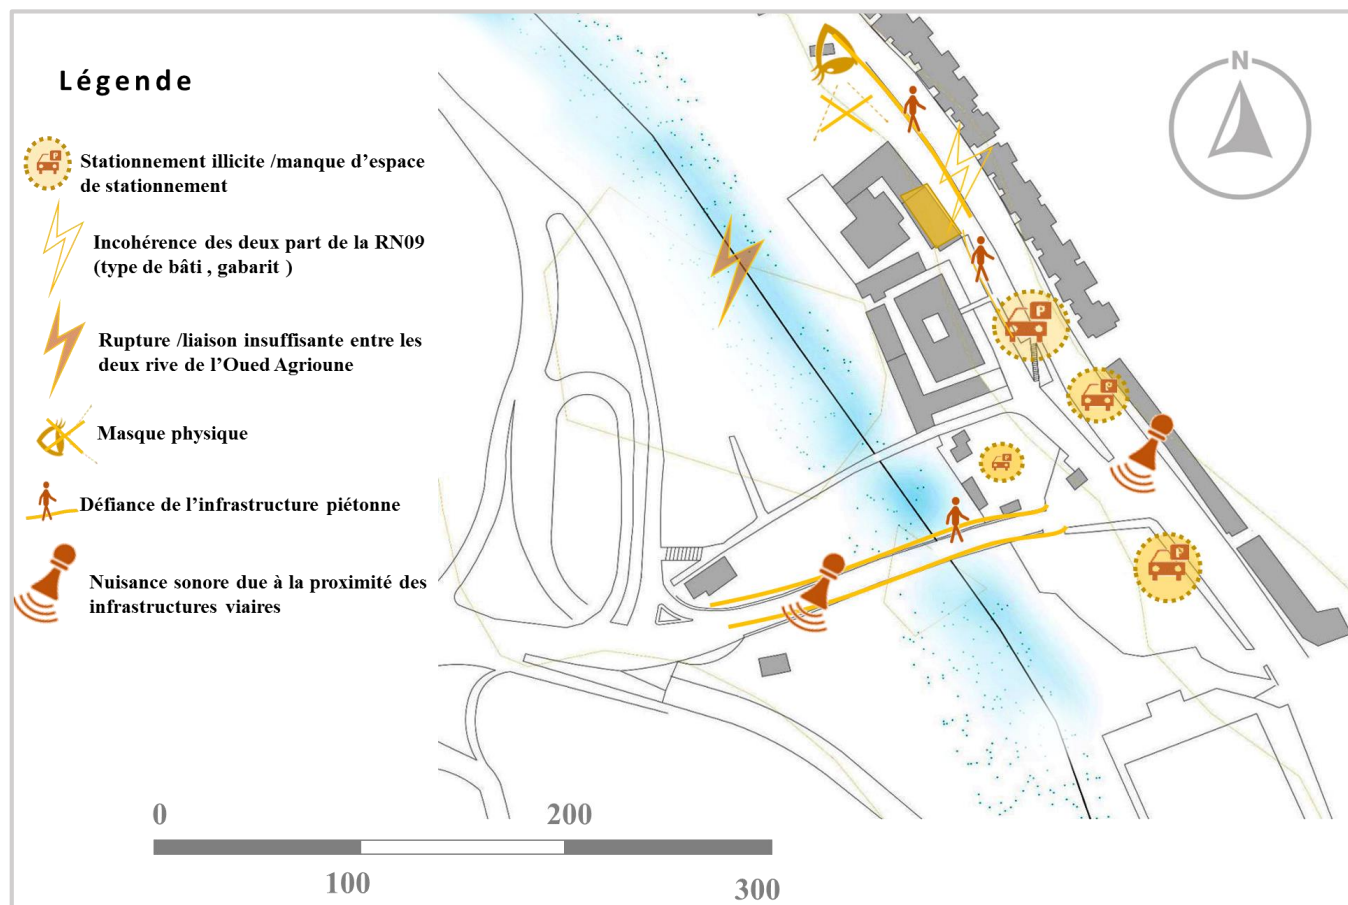 Légende
Stationnement illicite /manque d’espace
de stationnement
Incohérence des deux part de la RN09
(type de bâti , gabarit )
Rupture /liaison insuffisante entre les
deux rive de l’Oued Agrioune
Masque physique
Défiance de l’infrastructure piétonne
Nuisance sonore due à la proximité des
infrastructures viaires
N
P
P
P
P
P
0
200
100
300